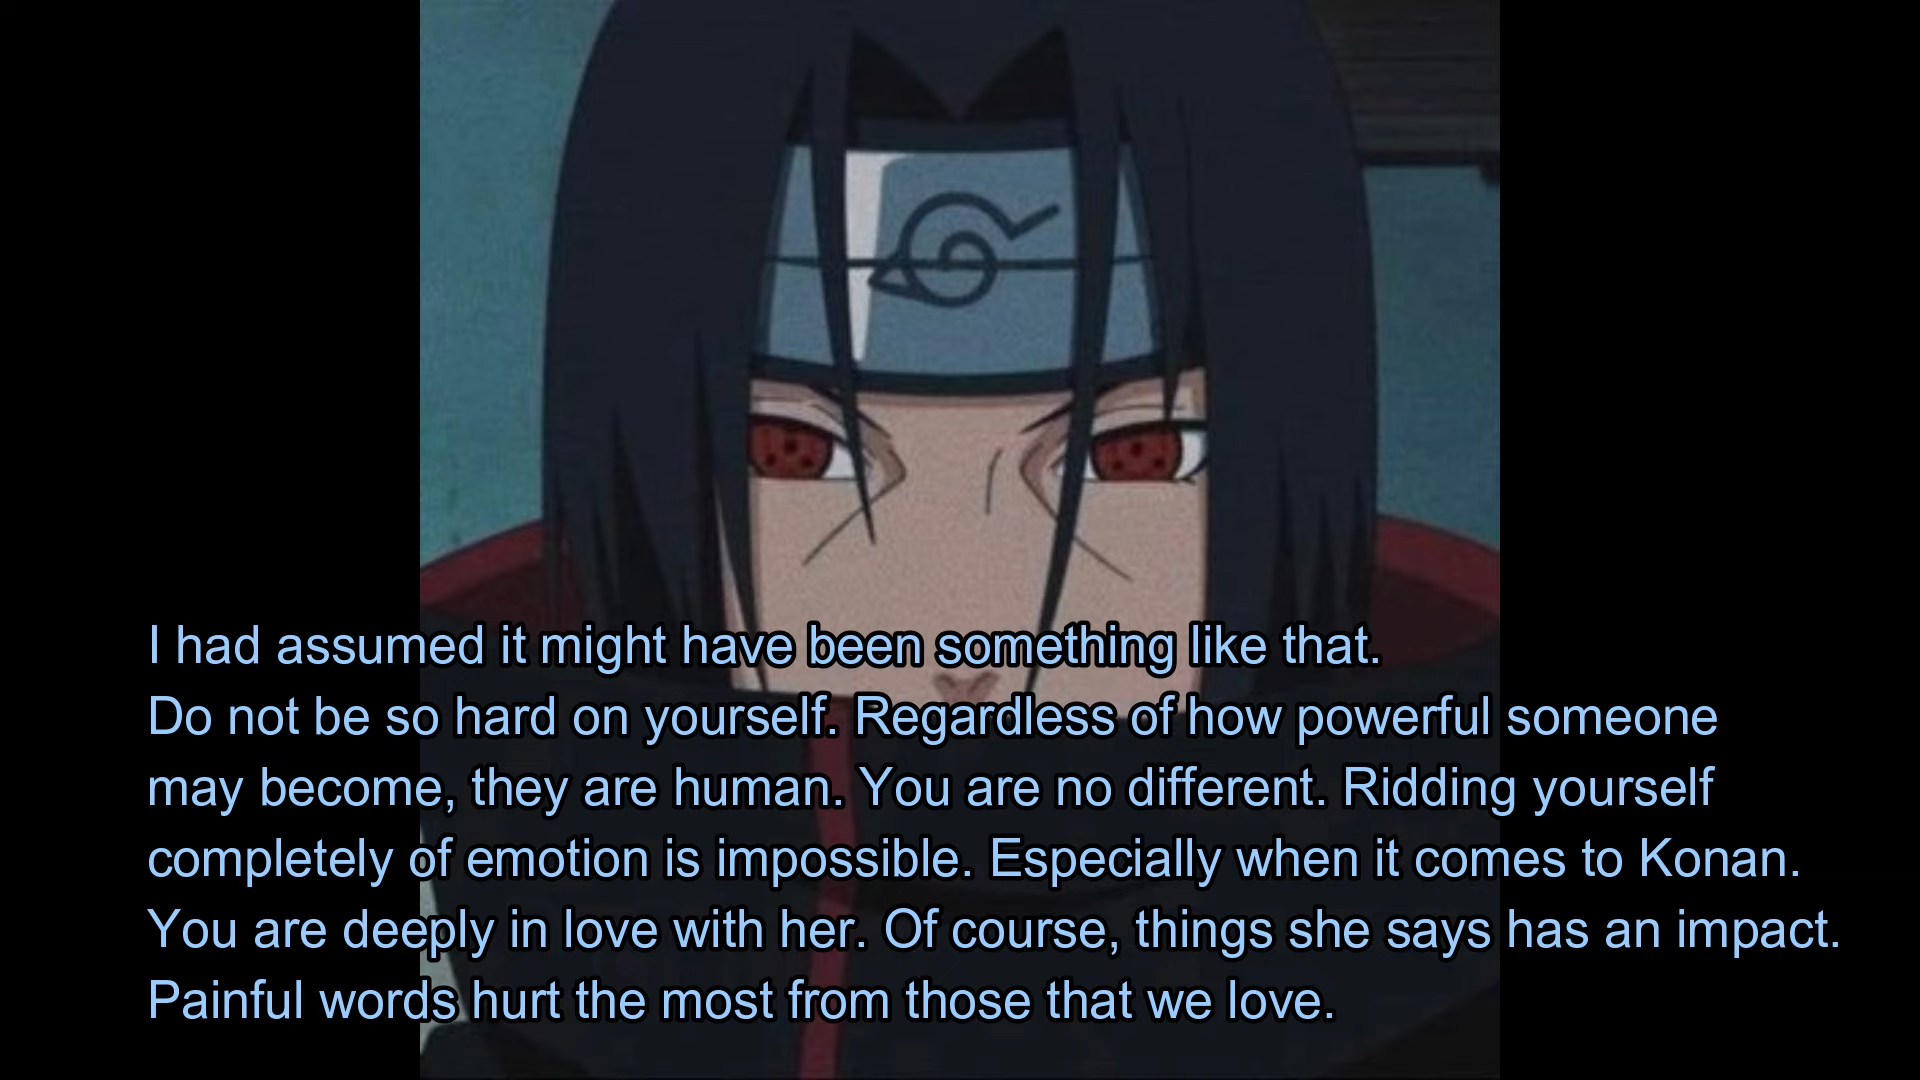 I had assumed it might have been something like that.
Do not be so hard on yourself. Regardless of how powerful someone
may become, they are human. You are no different. Ridding yourself
completely of emotion is impossible. Especially when it comes to Konan.
You are deeply in love with her. Of course, things she says has an impact.
Painful words hurt the most from those that we love.